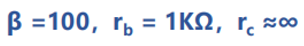 β =100, r_b = 1KΩ, r_c ≈∞